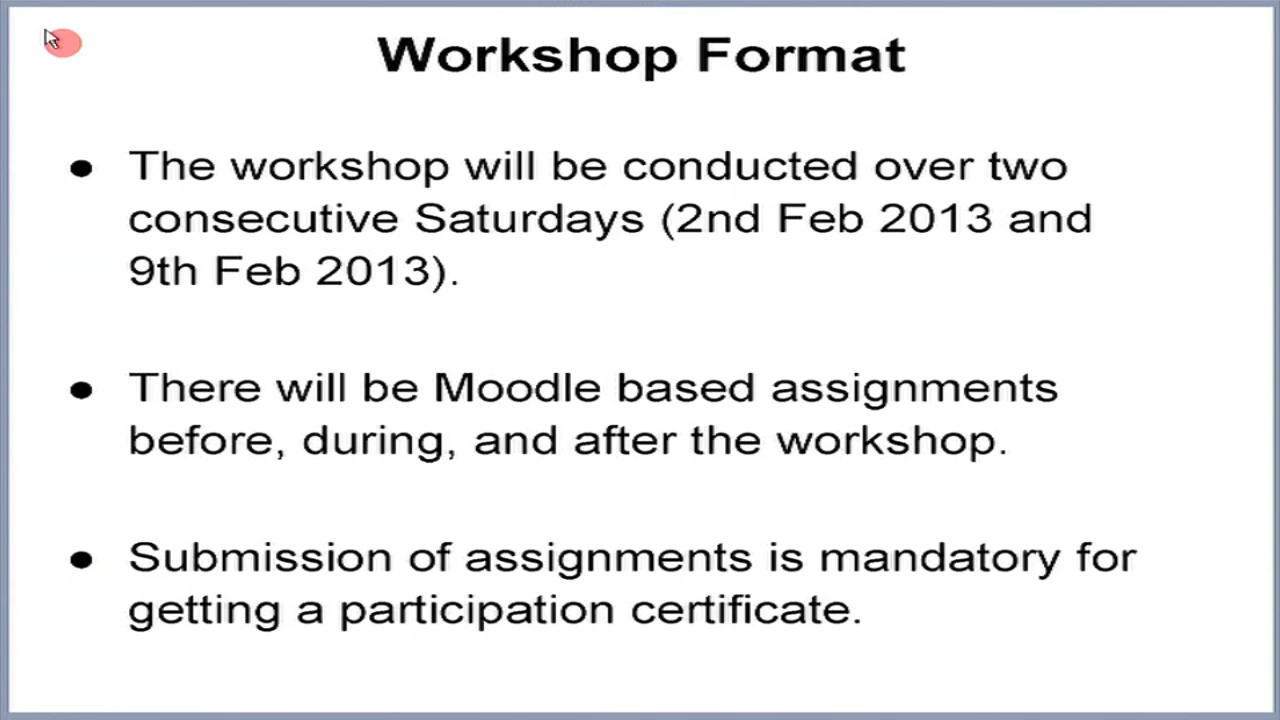 Workshop Format
● The workshop will be conducted over two
consecutive Saturdays (2nd Feb 2013 and
9th Feb 2013).
● There will be Moodle based assignments
before, during, and after the workshop.
● Submission of assignments is mandatory for
getting a participation certificate.